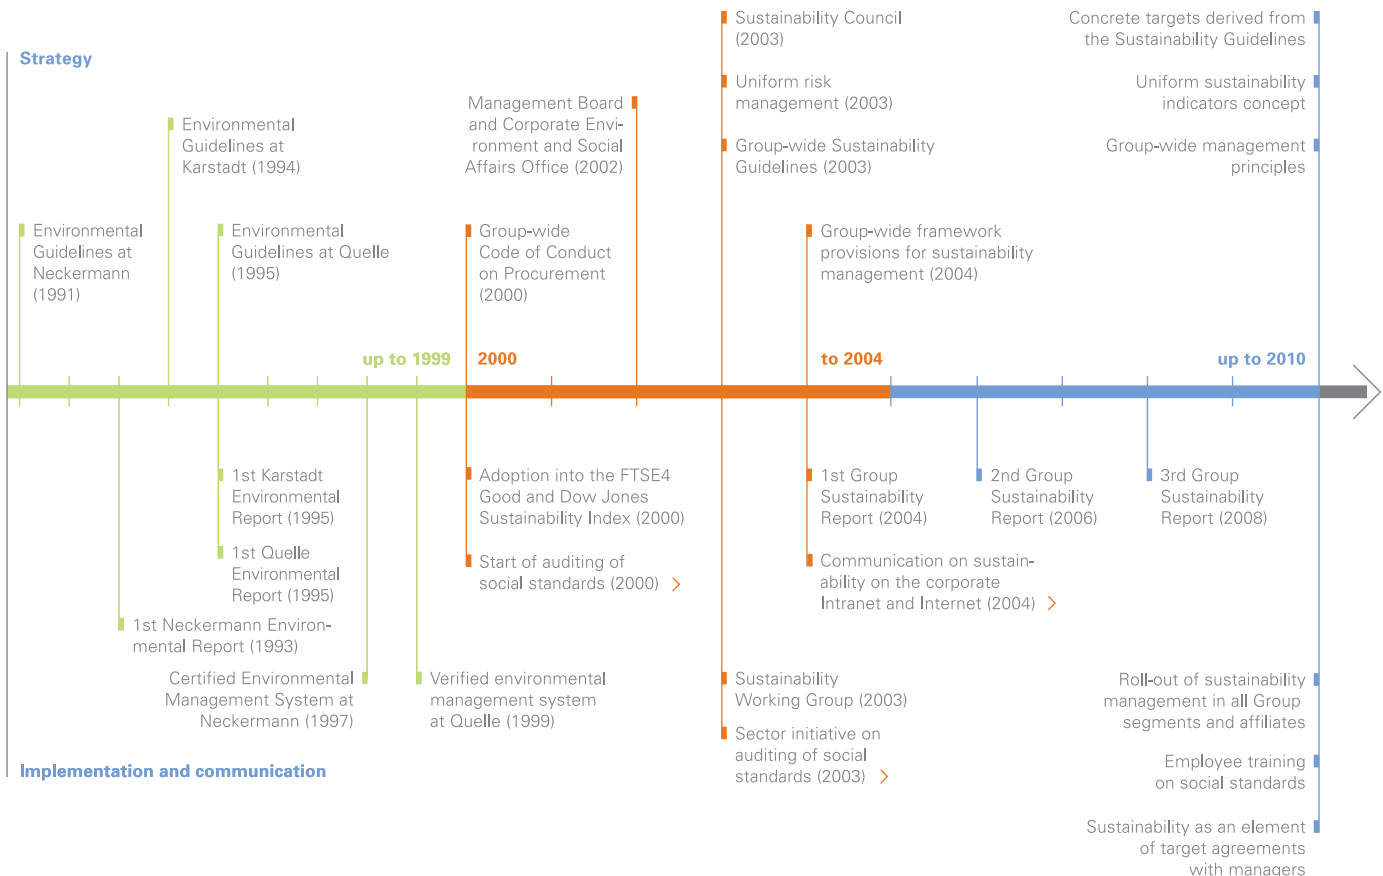 Strategy
Environmental
Guidelines at
Neckermann
(1991)
Environmental
Guidelines at
Karstadt (1994)
Environmental
Guidelines at Quelle
(1995)
Group-wide
Code of Conduct
on Procurement
(2000)
Management Board
and Corporate Envi-
ronment and Social
Affairs Office (2002)
Sustainability Council
(2003)
Uniform risk
management (2003)
Group-wide Sustainability
Guidelines (2003)
Group-wide framework
provisions for sustainability
management (2004)
Concrete targets derived from
the Sustainability Guidelines
Uniform sustainability
indicators concept
Group-wide management
principles
up to 1999
2000
to 2004
up to 2010
1st Karstadt
Environmental
Report (1995)
1st Quelle
Environmental
Report (1995)
1st Neckermann Environ-
mental Report (1993)
Certified Environmental
Management System at
Neckermann (1997)
Verified environmental
management system
at Quelle (1999)
Adoption into the FTSE4
Good and Dow Jones
Sustainability Index (2000)
Start of auditing of
social standards (2000)
Sustainability
Working Group (2003)
Sector initiative on
auditing of social
standards (2003)
1st Group
Sustainability
Report (2004)
Communication on sustain-
ability on the corporate
Intranet and Internet (2004)
2nd Group
Sustainability
Report (2006)
3rd Group
Sustainability
Report (2008)
Roll-out of sustainability
management in all Group
segments and affiliates
Employee training
on social standards
Sustainability as an element
of target agreements
with managers
Implementation and communication